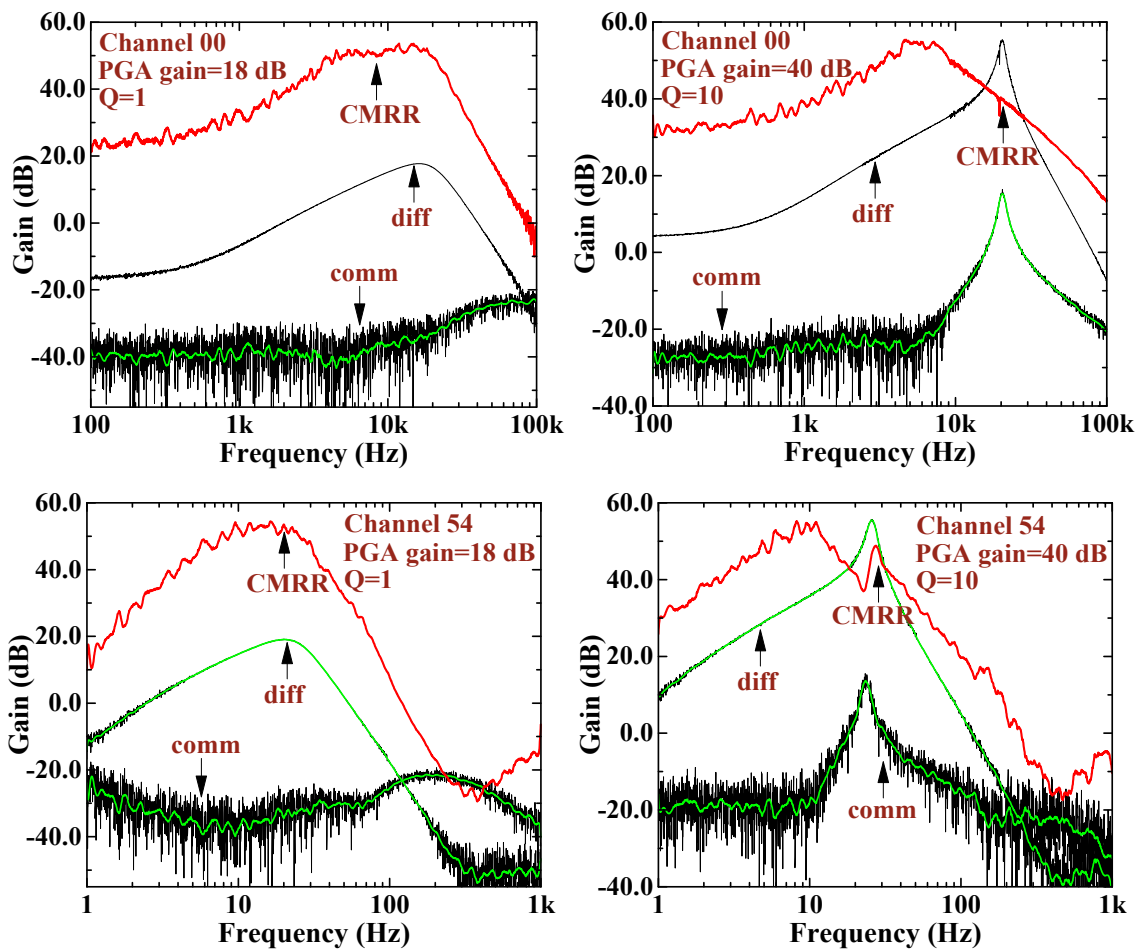 60.0
40.0
20.0
0.0
-20.0
-40.0
Gain (dB)
Channel 00
PGA gain=18 dB
Q=1
CMRR
diff
comm
100 1k 10k 100k
Frequency (Hz)
60.0
40.0
20.0
0.0
-20.0
-40.0
Gain (dB)
Channel 00
PGA gain=40 dB
Q=10
CMRR
diff
comm
100 1k 10k 100k
Frequency (Hz)
60.0
40.0
20.0
0.0
-20.0
-40.0
Gain (dB)
Channel 54
PGA gain=18 dB
Q=1
CMRR
diff
comm
1 10 100 1k
Frequency (Hz)
60.0
40.0
20.0
0.0
-20.0
-40.0
Gain (dB)
Channel 54
PGA gain=40 dB
Q=10
CMRR
diff
comm
1 10 100 1k
Frequency (Hz)